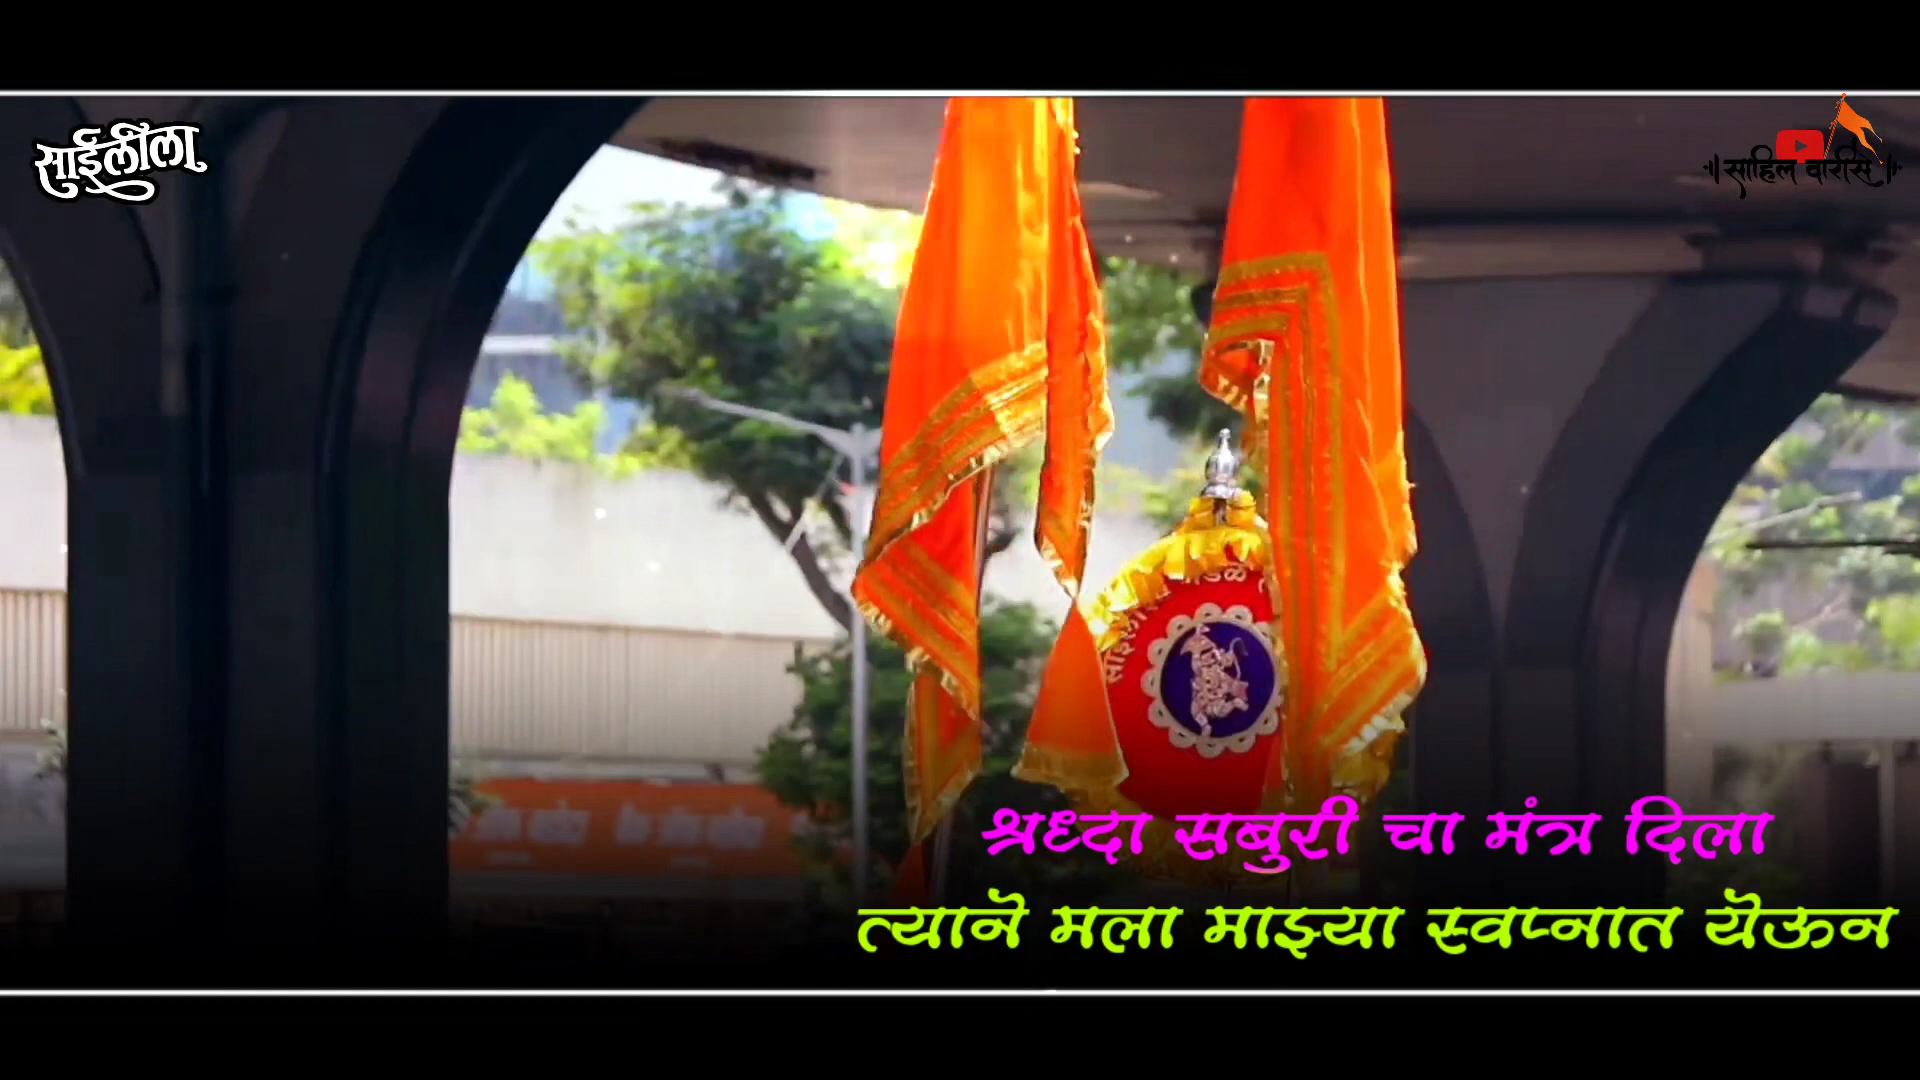 साईलीला
साहिल वारीसे
श्रध्दा सबुरी चा मंत्र दिला
त्याने मला माझ्या स्वप्नात येऊन